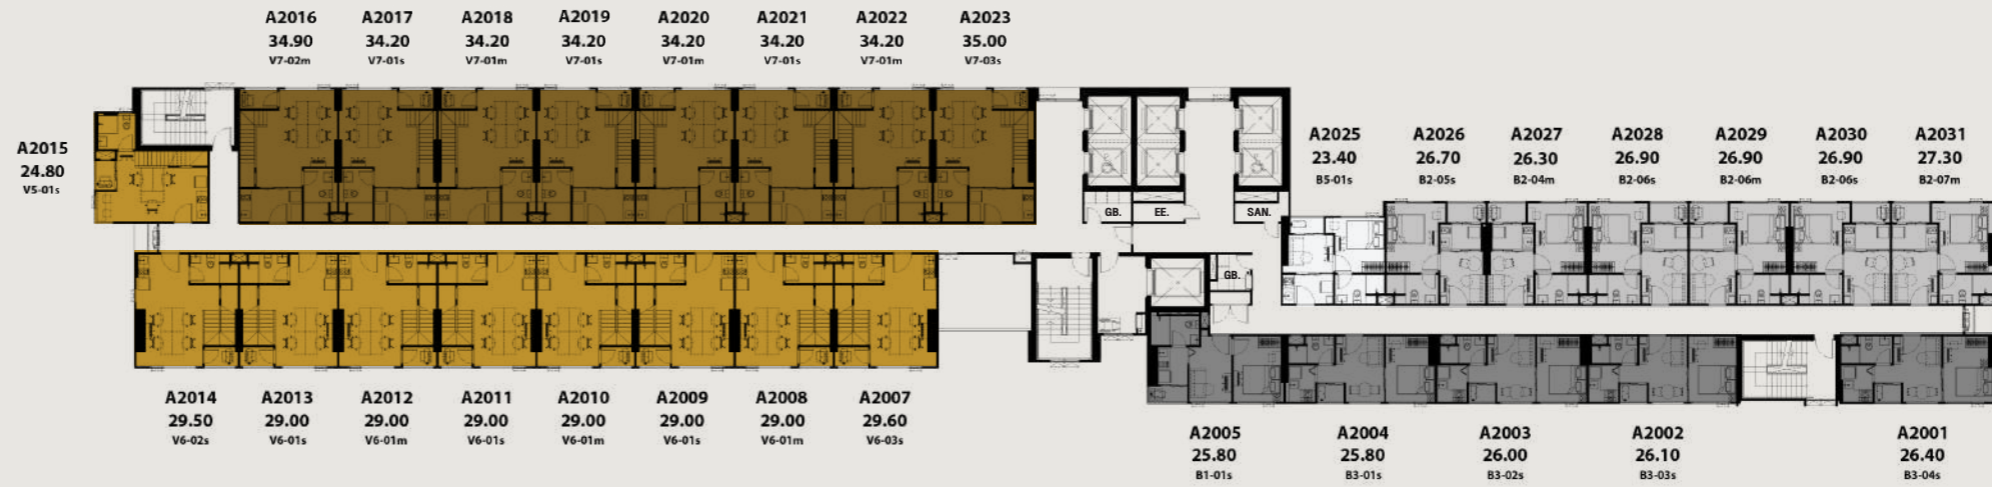 A2016 A2017 A2018 A2019 A2020 A2021 A2022 A2023
34.90 34.20 34.20 34.20 34.20 34.20 34.20 35.00
V7-02m V7-01s V7-01m V7-01s V7-01m V7-01s V7-01m V7-03s
A2015
24.80
V5-01s
A2025 A2026 A2027 A2028 A2029 A2030 A2031
23.40 26.70 26.30 26.90 26.90 26.90 27.30
B5-01s B2-05s B2-04m B2-06s B2-06m B2-06s B2-07m
GB. EE. SAN.
GB.
A2014 A2013 A2012 A2011 A2010 A2009 A2008 A2007
29.50 29.00 29.00 29.00 29.00 29.00 29.00 29.60
V6-02s V6-01s V6-01m V6-01s V6-01m V6-01s V6-01m V6-03s
A2005 A2004 A2003 A2002 A2001
25.80 25.80 26.00 26.10 26.40
B1-01s B3-01s B3-02s B3-03s B3-04s